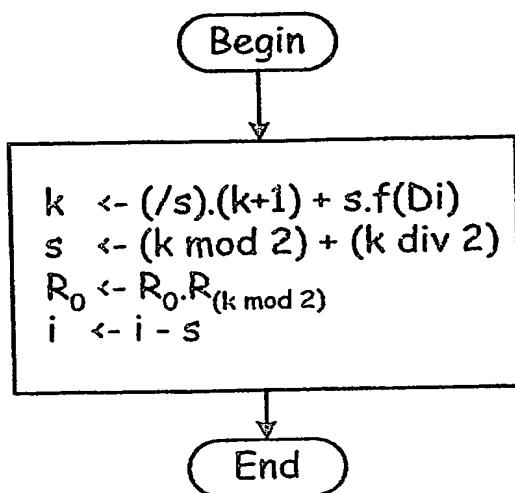 Begin
k <- (/s).(k+1) + s.f(Di)
s <- (k mod 2) + (k div 2)
R₀ <- R₀.R₍k mod 2₎
i <- i - s
End